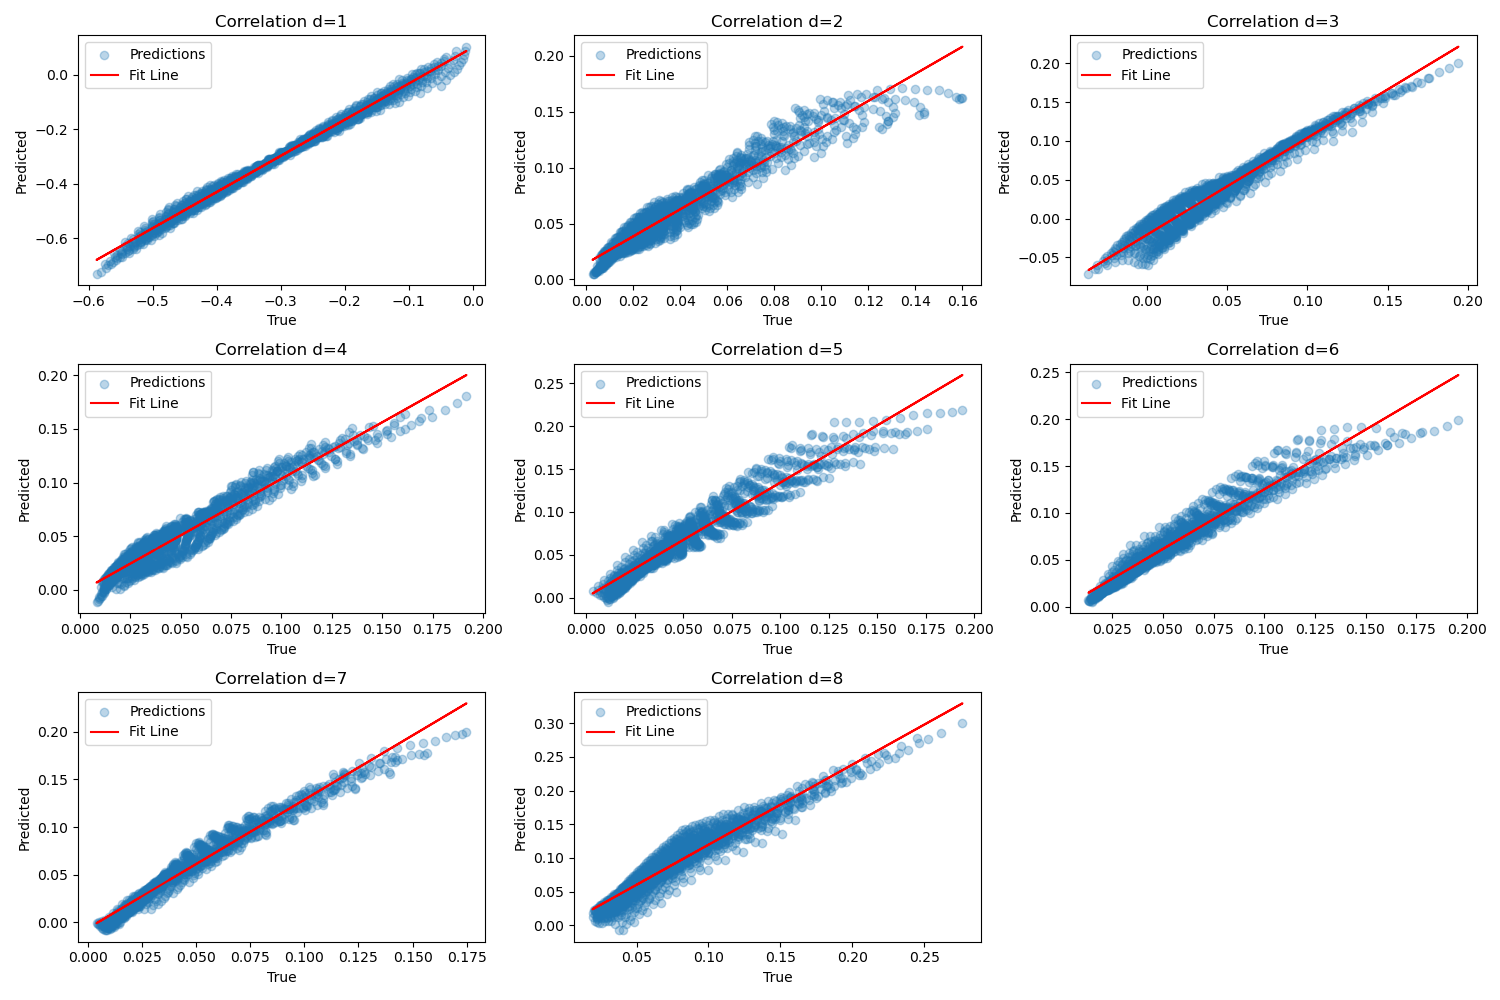 Correlation d=1
Predictions
Fit Line
0.0
−0.2
−0.4
−0.6
Predicted
−0.6 −0.5 −0.4 −0.3 −0.2 −0.1 0.0
True
Correlation d=2
Predictions
Fit Line
0.20
0.15
0.10
0.05
0.00
Predicted
0.00 0.02 0.04 0.06 0.08 0.10 0.12 0.14 0.16
True
Correlation d=3
Predictions
Fit Line
0.20
0.15
0.10
0.05
0.00
−0.05
Predicted
0.00 0.05 0.10 0.15 0.20
True
Correlation d=4
Predictions
Fit Line
0.20
0.15
0.10
0.05
0.00
Predicted
0.000 0.025 0.050 0.075 0.100 0.125 0.150 0.175 0.200
True
Correlation d=5
Predictions
Fit Line
0.25
0.20
0.15
0.10
0.05
0.00
Predicted
0.000 0.025 0.050 0.075 0.100 0.125 0.150 0.175 0.200
True
Correlation d=6
Predictions
Fit Line
0.25
0.20
0.15
0.10
0.05
0.00
Predicted
0.025 0.050 0.075 0.100 0.125 0.150 0.175 0.200
True
Correlation d=7
Predictions
Fit Line
0.20
0.15
0.10
0.05
0.00
Predicted
0.000 0.025 0.050 0.075 0.100 0.125 0.150 0.175
True
Correlation d=8
Predictions
Fit Line
0.30
0.25
0.20
0.15
0.10
0.05
0.00
Predicted
0.05 0.10 0.15 0.20 0.25
True